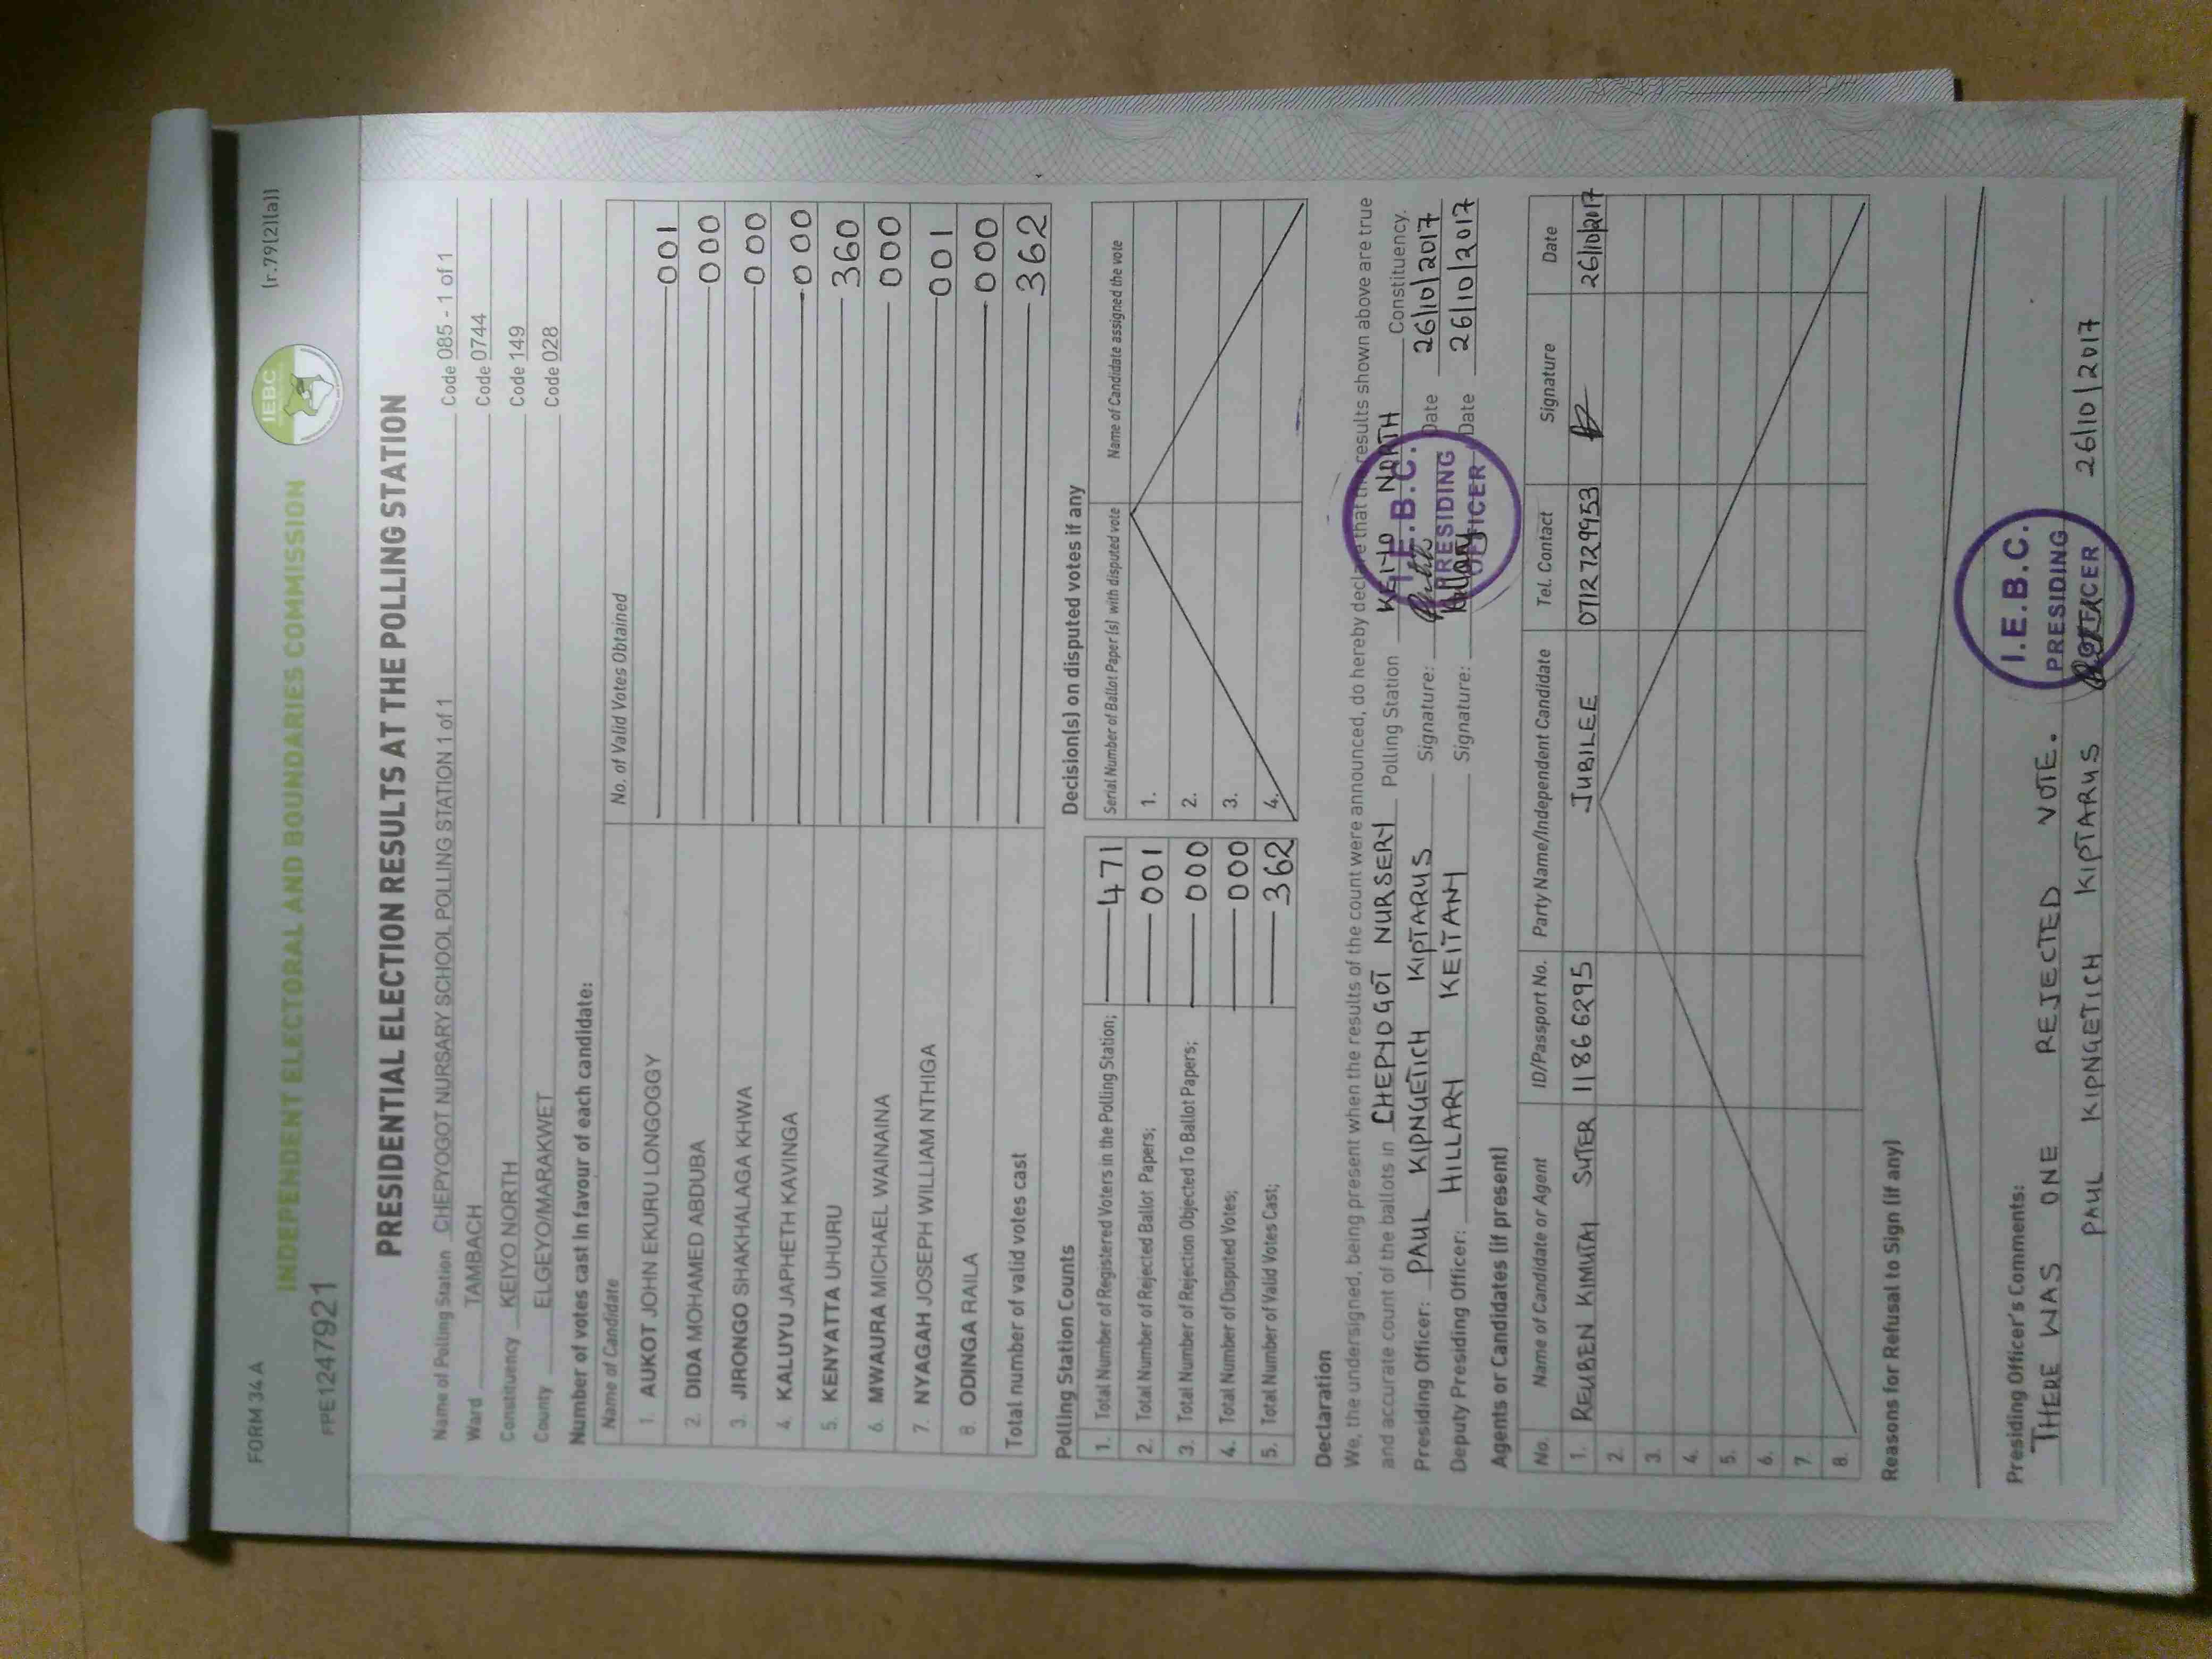 FORM 34 A
(r.79(2)(a))
INDEPENDENT ELECTORAL AND BOUNDARIES COMMISSION
IEBC
FPE1247921
PRESIDENTIAL ELECTION RESULTS AT THE POLLING STATION
Name of Polling Station CHEPYOGOT NURSARY SCHOOL POLLING STATION 1 of 1 Code 085 - 1 of 1
Ward TAMBACH Code 0744
Constituency KEIYO NORTH Code 149
County ELGEYO/MARAKWET Code 028
Number of votes cast in favour of each candidate:
Name of Candidate No. of Valid Votes Obtained
1. AUKOT JOHN EKURU LONGOGGY 001
2. DIDA MOHAMED ABDUBA 000
3. JIRONGO SHAKHALAGA KHWA 000
4. KALUYU JAPHETH KAVINGA 000
5. KENYATTA UHURU 360
6. MWAURA MICHAEL WAINAINA 000
7. NYAGAH JOSEPH WILLIAM NTHIGA 001
8. ODINGA RAILA 000
Total number of valid votes cast 362
Polling Station Counts
1. Total Number of Registered Voters in the Polling Station; 471
2. Total Number of Rejected Ballot Papers; 001
3. Total Number of Rejection Objected To Ballot Papers; 000
4. Total Number of Disputed Votes; 000
5. Total Number of Valid Votes Cast; 362
Decision(s) on disputed votes if any
Serial Number of Ballot Paper (s) with disputed vote Name of Candidate assigned the vote
1.
2.
3.
4.
Declaration
We, the undersigned, being present when the results of the count were announced, do hereby declare that the results shown above are true
and accurate count of the ballots in CHEPYOGOT NURSERY Polling Station KEIYO NORTH Constituency.
Presiding Officer: PAUL KIPNGETICH KIPTARUS Signature: Date 26/10/2017
Deputy Presiding Officer: HILLARY KEITANY Signature: Date 26/10/2017
I.E.B.C.
PRESIDING
OFFICER
Agents or Candidates (if present)
No. Name of Candidate or Agent ID/Passport No. Party Name/Independent Candidate Tel. Contact Signature Date
1. REUBEN KIMUTAI SUTER 11866295 JUBILEE 0712729953 26/10/2017
2.
3.
4.
5.
6.
7.
8.
Reasons for Refusal to Sign (if any)
Presiding Officer's Comments:
THERE WAS ONE REJECTED VOTE.
PAUL KIPNGETICH KIPTARUS 26/10/2017
I.E.B.C.
PRESIDING
OFFICER